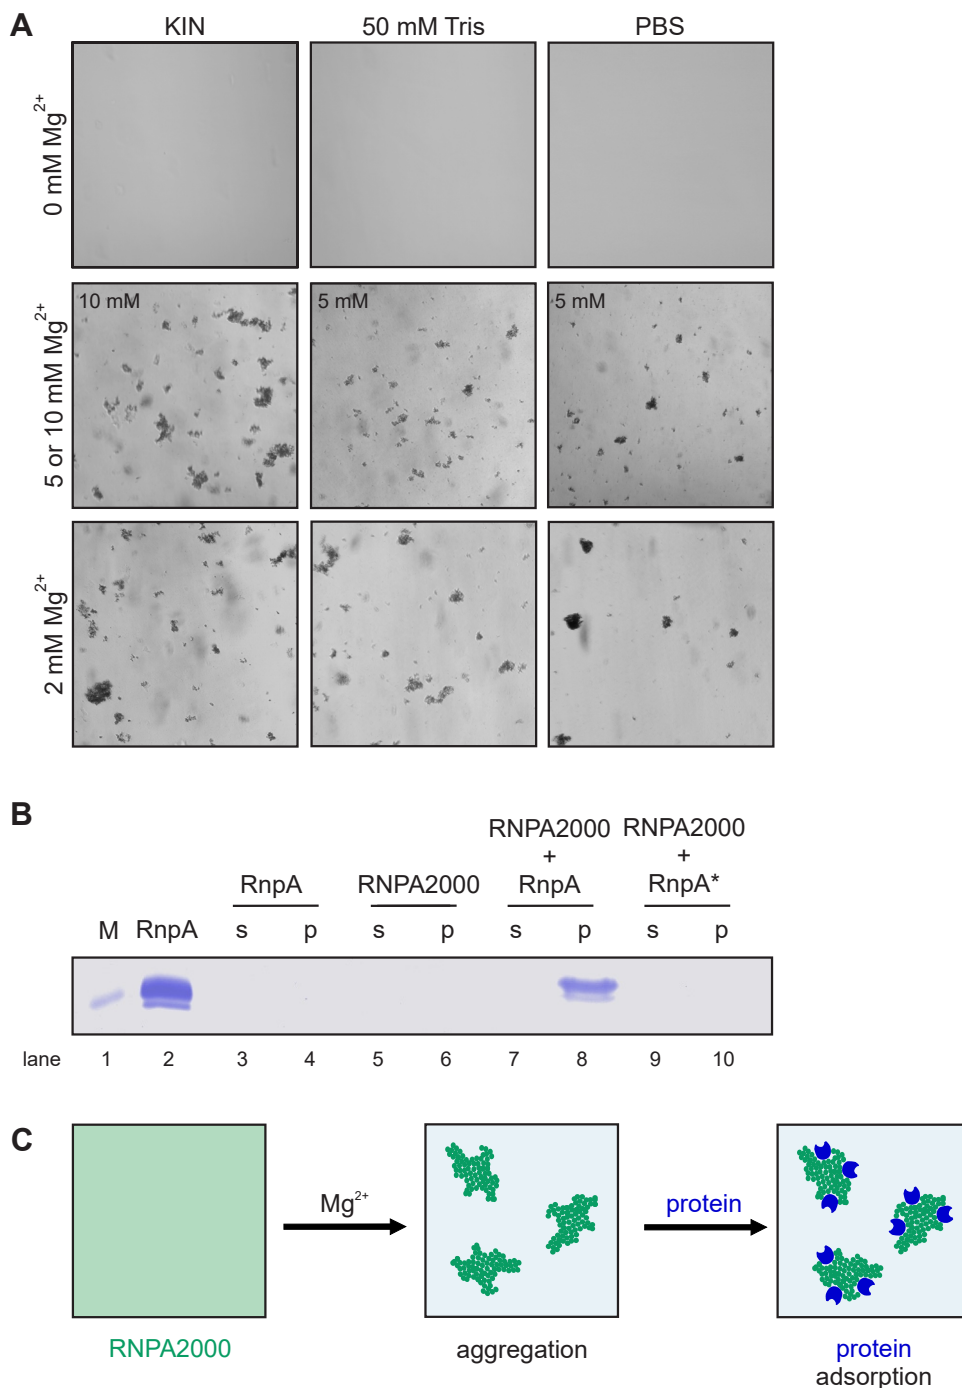 A
KIN 50 mM Tris PBS
0 mM Mg²⁺
5 or 10 mM Mg²⁺
10 mM 5 mM 5 mM
2 mM Mg²⁺
B
RNPA2000 RNPA2000
+ +
RnpA RNPA2000 RnpA RnpA*
M RnpA s p s p s p s p
lane 1 2 3 4 5 6 7 8 9 10
C
Mg²⁺ protein
RNPA2000 aggregation protein
adsorption